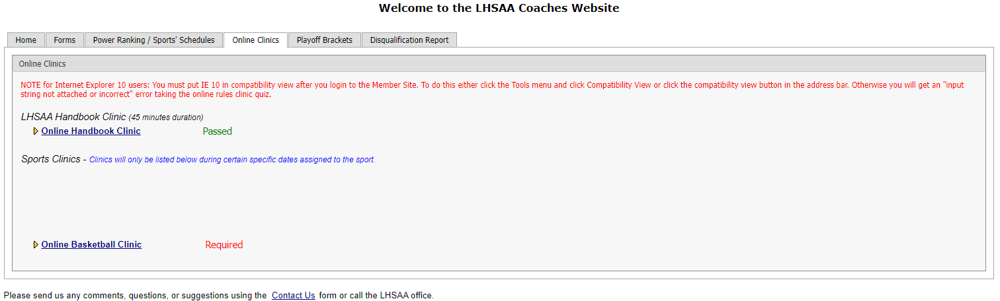 Welcome to the LHSAA Coaches Website
Home Forms Power Ranking / Sports' Schedules Online Clinics Playoff Brackets Disqualification Report
Online Clinics
NOTE for Internet Explorer 10 users: You must put IE 10 in compatibility view after you login to the Member Site. To do this either click the Tools menu and click Compatibility View or click the compatibility view button in the address bar. Otherwise you will get an "input
string not attached or incorrect" error taking the online rules clinic quiz.
LHSAA Handbook Clinic (45 minutes duration)
Online Handbook Clinic Passed
Sports Clinics - Clinics will only be listed below during certain specific dates assigned to the sport.
Online Basketball Clinic Required
Please send us any comments, questions, or suggestions using the Contact Us form or call the LHSAA office.